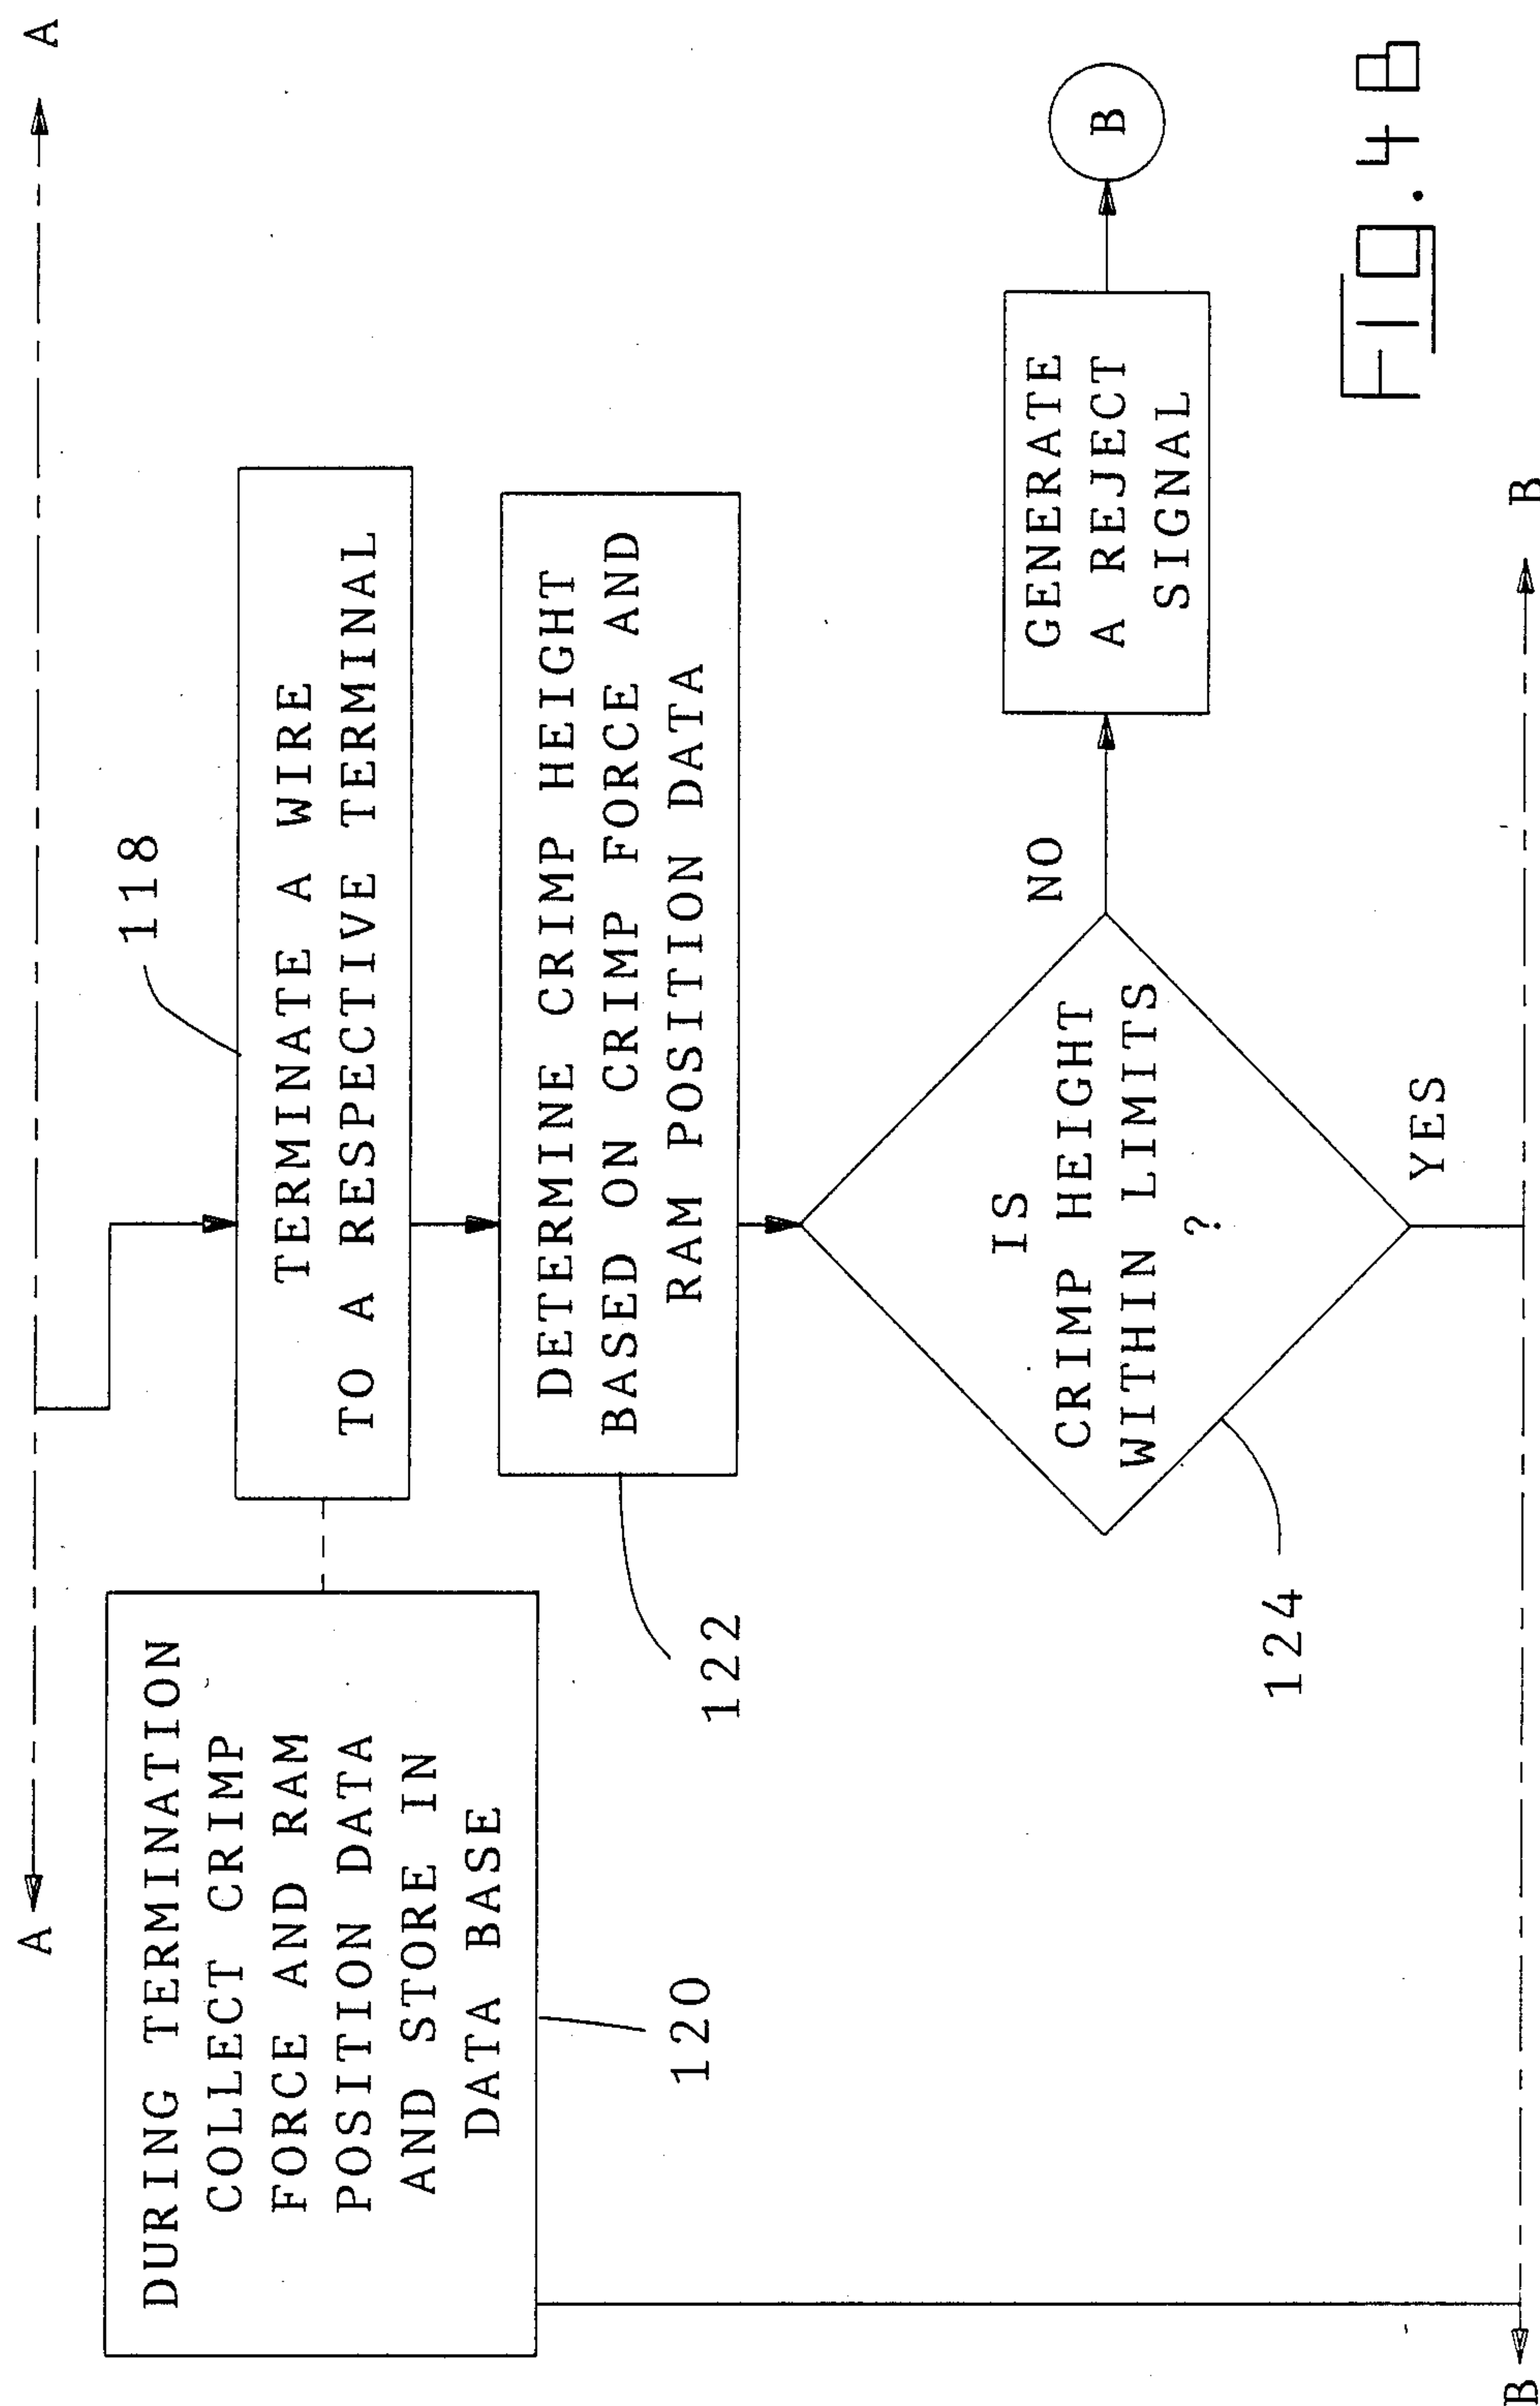 A
A
118
DURING TERMINATION
COLLECT CRIMP
FORCE AND RAM
POSITION DATA
AND STORE IN
DATA BASE
120
TERMINATE A WIRE
TO A RESPECTIVE TERMINAL
DETERMINE CRIMP HEIGHT
BASED ON CRIMP FORCE AND
RAM POSITION DATA
122
IS
CRIMP HEIGHT
WITHIN LIMITS
?
124
NO
GENERATE
A REJECT
SIGNAL
B
YES
B
B
FIG. 4B